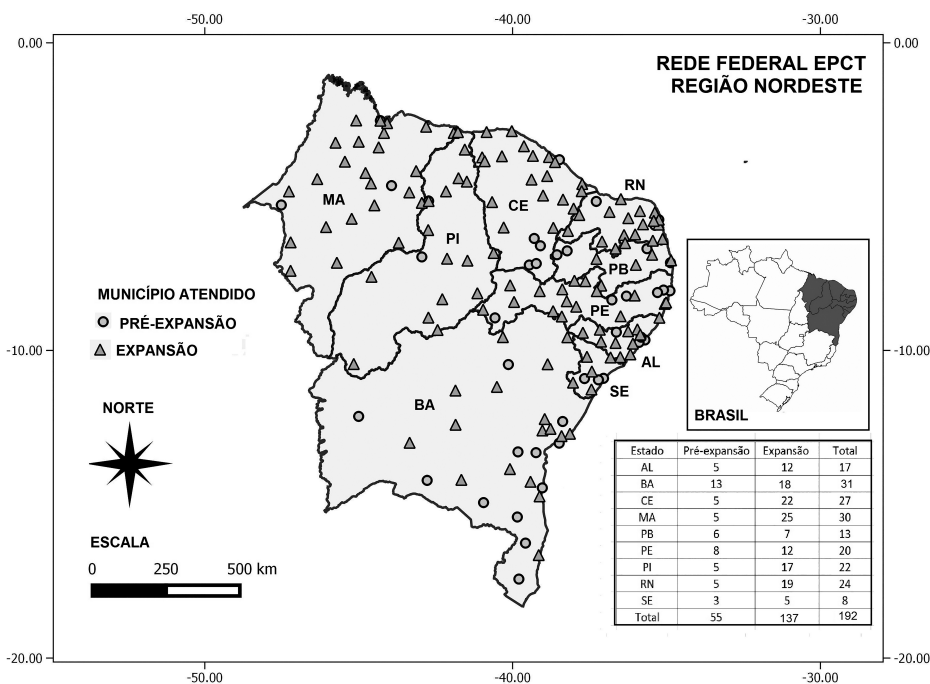 -50.00 -40.00 -30.00
0.00 0.00
REDE FEDERAL EPCT
REGIÃO NORDESTE
RN
MA
CE
PI
PB
MUNICÍPIO ATENDIDO
PRÉ-EXPANSÃO
PE
EXPANSÃO
-10.00 -10.00
AL
SE
BA
NORTE
BRASIL
Estado Pré-expansão Expansão Total
AL 5 12 17
BA 13 18 31
CE 5 22 27
MA 5 25 30
PB 6 7 13
PE 8 12 20
PI 5 17 22
RN 5 19 24
SE 3 5 8
Total 55 137 192
ESCALA
0 250 500 km
-20.00 -20.00
-50.00 -40.00 -30.00